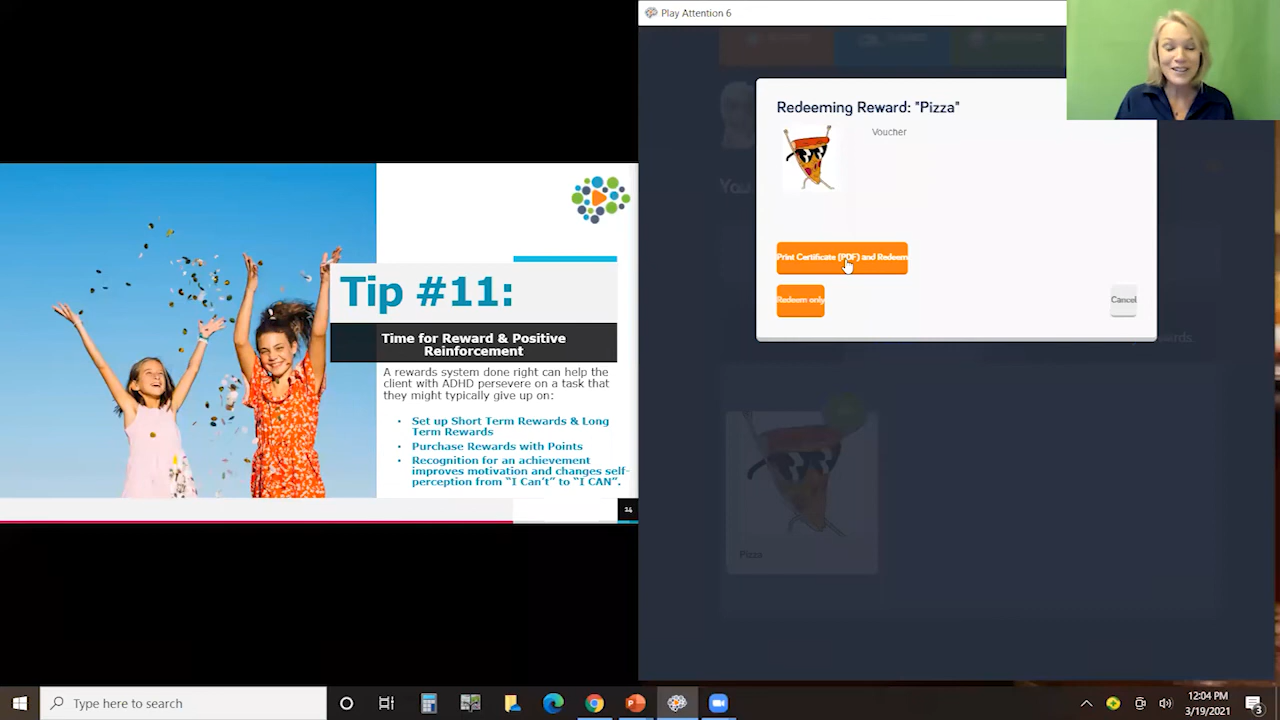 Play Attention 6
Redeeming Reward: "Pizza"
Voucher
Print Certificate (PDF) and Redeem
Redeem only
Cancel
You
Pizza
Tip #11:
Time for Reward & Positive
Reinforcement
A rewards system done right can help the
client with ADHD persevere on a task that
they might typically give up on:
• Set up Short Term Rewards & Long
Term Rewards
• Purchase Rewards with Points
• Recognition for an achievement
improves motivation and changes self-
perception from “I Can’t” to “I CAN”.
14
Type here to search
12:04 PM
3/19/2021
3